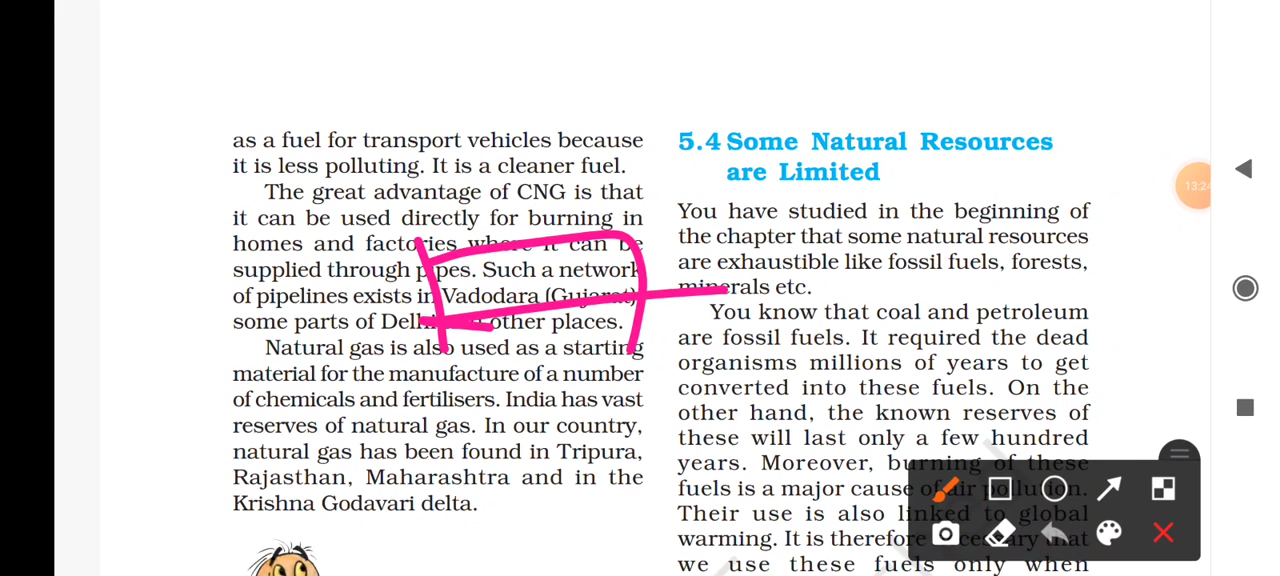 as a fuel for transport vehicles because
it is less polluting. It is a cleaner fuel.
The great advantage of CNG is that
it can be used directly for burning in
homes and factories where it can be
supplied through pipes. Such a network
of pipelines exists in Vadodara (Gujarat),
some parts of Delhi and other places.
Natural gas is also used as a starting
material for the manufacture of a number
of chemicals and fertilisers. India has vast
reserves of natural gas. In our country,
natural gas has been found in Tripura,
Rajasthan, Maharashtra and in the
Krishna Godavari delta.
5.4 Some Natural Resources
are Limited
You have studied in the beginning of
the chapter that some natural resources
are exhaustible like fossil fuels, forests,
minerals etc.
You know that coal and petroleum
are fossil fuels. It required the dead
organisms millions of years to get
converted into these fuels. On the
other hand, the known reserves of
these will last only a few hundred
years. Moreover, burning of these
fuels is a major cause of air pollution.
Their use is also linked to global
warming. It is therefore necessary that
we use these fuels only when
13:24